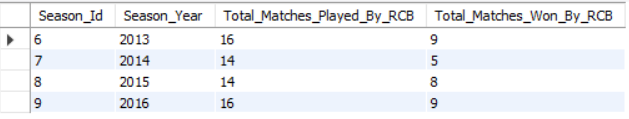 Season_Id Season_Year Total_Matches_Played_By_RCB Total_Matches_Won_By_RCB
6 2013 16 9
7 2014 14 5
8 2015 14 8
9 2016 16 9